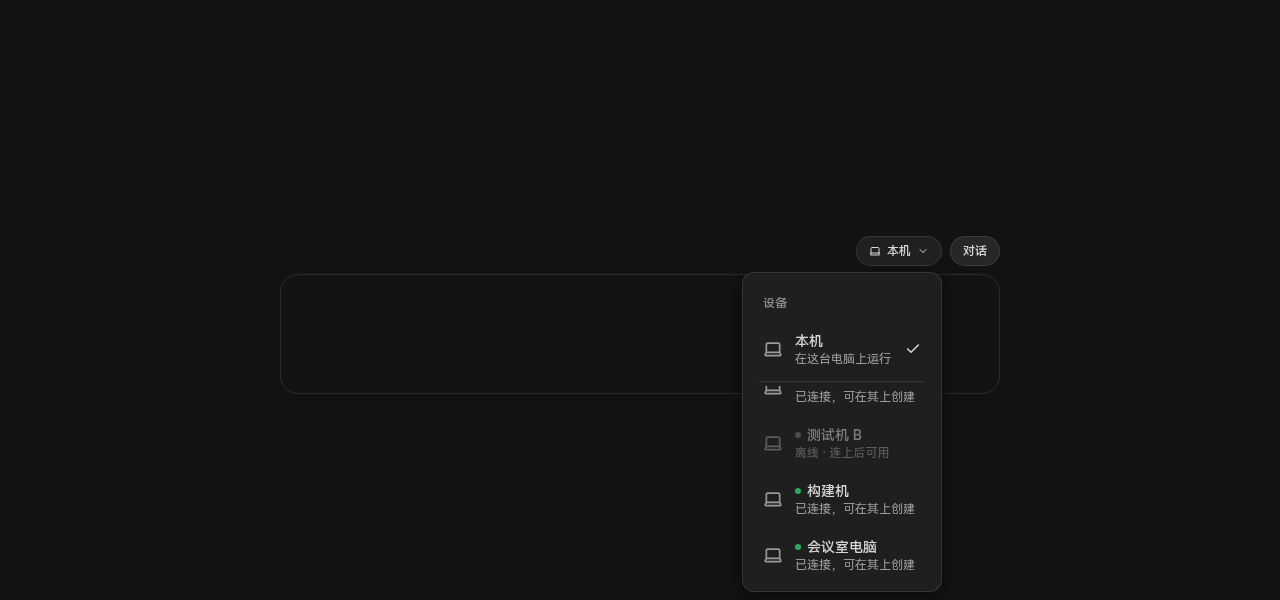 本机
对话
设备
本机
在这台电脑上运行
已连接，可在其上创建
测试机 B
离线 · 连上后可用
构建机
已连接，可在其上创建
会议室电脑
已连接，可在其上创建